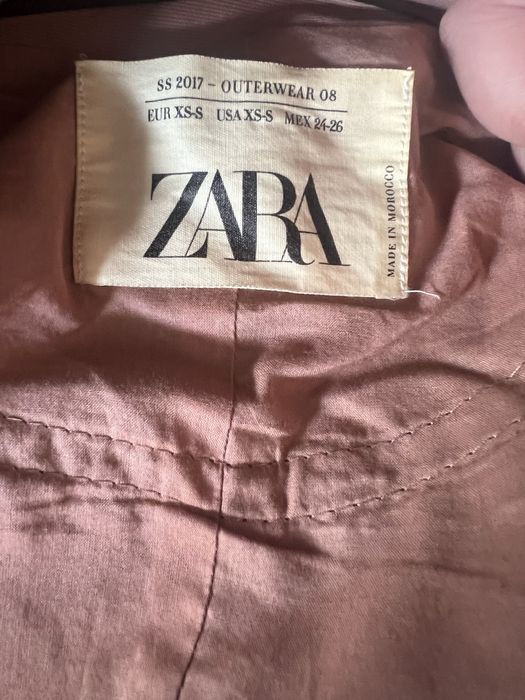 SS 2017 - OUTERWEAR 08
EUR XS-S USA XS-S MEX 24-26
ZARA
MADE IN MOROCCO